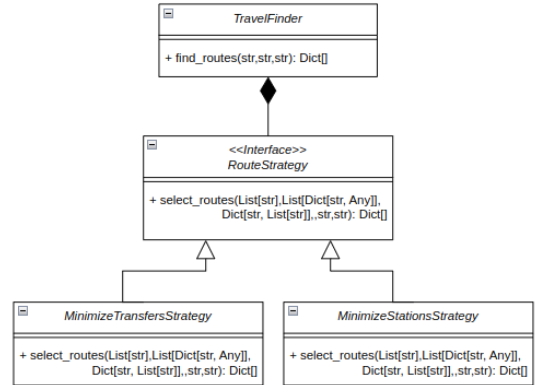 TravelFinder
+ find_routes(str,str,str): Dict[]
<<Interface>>
RouteStrategy
+ select_routes(List[str],List[Dict[str, Any]],
Dict[str, List[str]],,str,str): Dict[]
MinimizeTransfersStrategy
+ select_routes(List[str],List[Dict[str, Any]],
Dict[str, List[str]],,str,str): Dict[]
MinimizeStationsStrategy
+ select_routes(List[str],List[Dict[str, Any]],
Dict[str, List[str]],,str,str): Dict[]